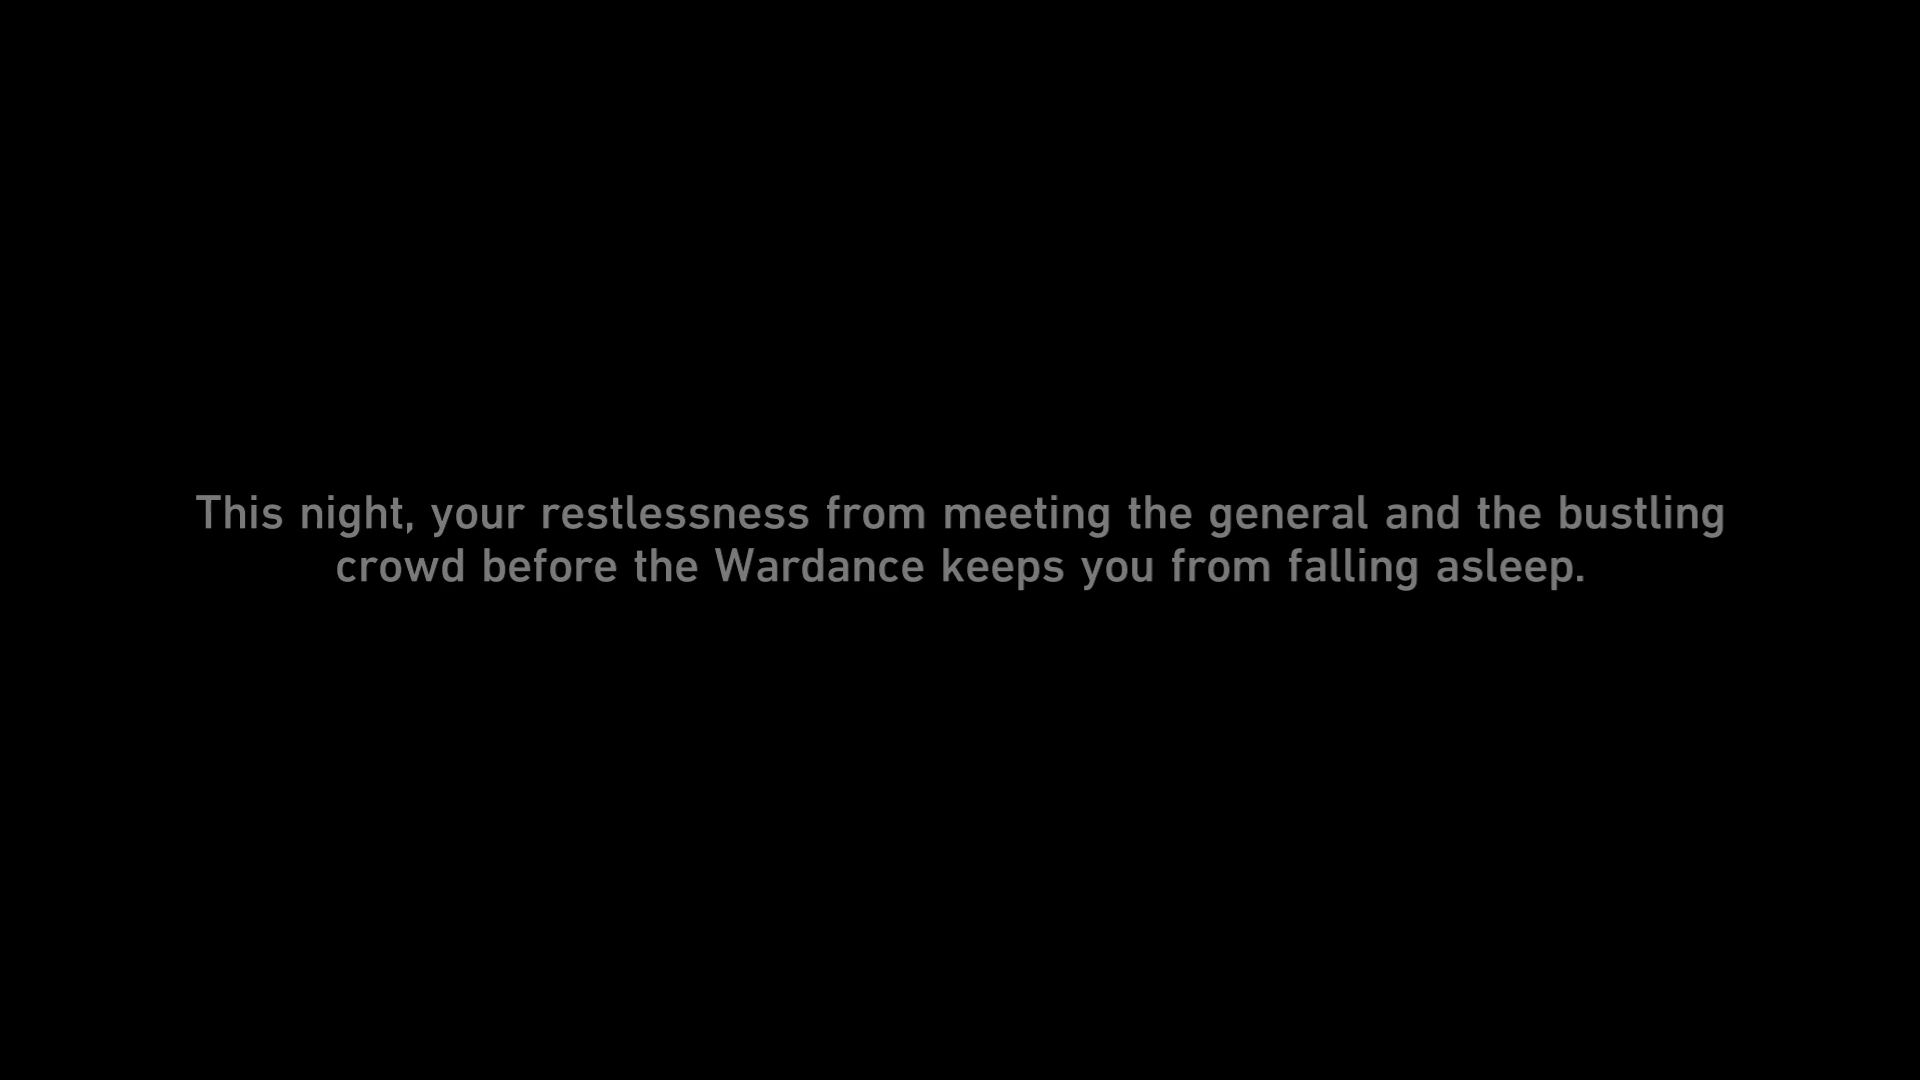 This night, your restlessness from meeting the general and the bustling
crowd before the Wardance keeps you from falling asleep.